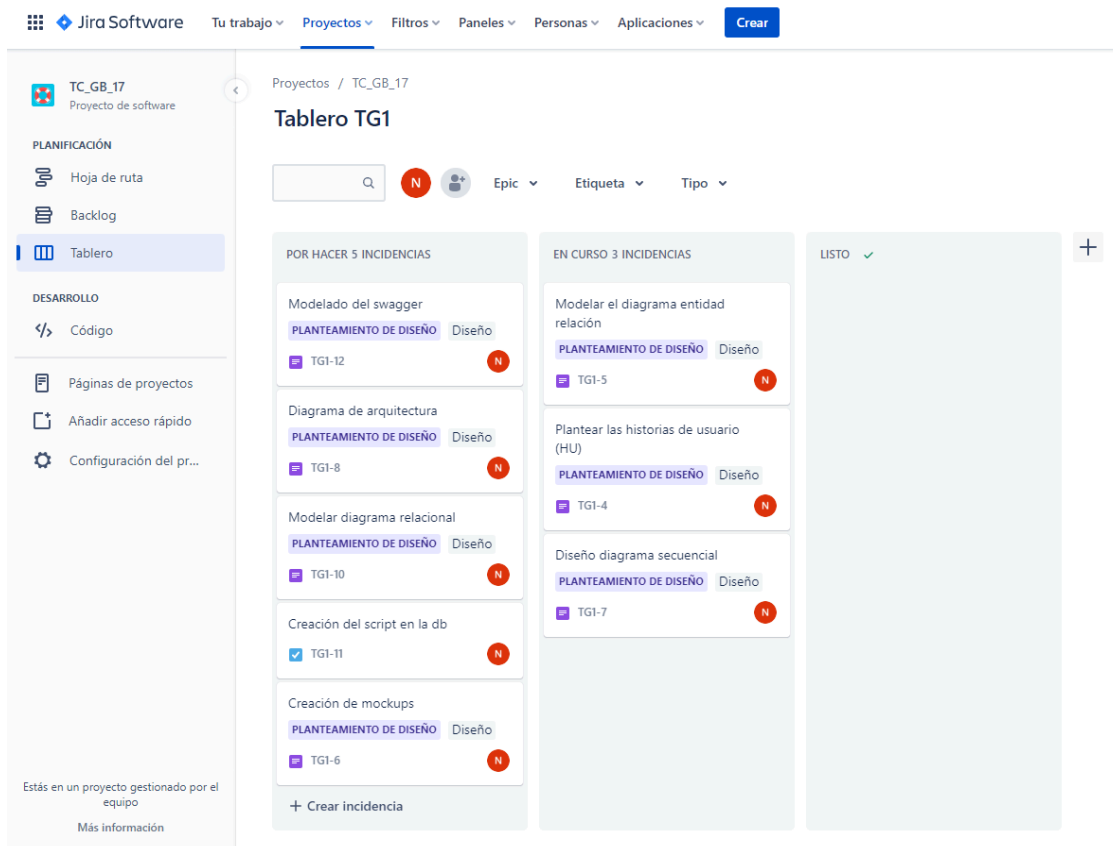 Jira Software
Tu trabajo
Proyectos
Filtros
Paneles
Personas
Aplicaciones
Crear
TC_GB_17
Proyecto de software
PLANIFICACIÓN
Hoja de ruta
Backlog
Tablero
DESARROLLO
Código
Páginas de proyectos
Añadir acceso rápido
Configuración del pr...
Estás en un proyecto gestionado por el
equipo
Más información
Proyectos / TC_GB_17
Tablero TG1
N
Epic
Etiqueta
Tipo
POR HACER 5 INCIDENCIAS
Modelado del swagger
PLANTEAMIENTO DE DISEÑO Diseño
TG1-12 N
Diagrama de arquitectura
PLANTEAMIENTO DE DISEÑO Diseño
TG1-8 N
Modelar diagrama relacional
PLANTEAMIENTO DE DISEÑO Diseño
TG1-10 N
Creación del script en la db
TG1-11 N
Creación de mockups
PLANTEAMIENTO DE DISEÑO Diseño
TG1-6 N
+ Crear incidencia
EN CURSO 3 INCIDENCIAS
Modelar el diagrama entidad
relación
PLANTEAMIENTO DE DISEÑO Diseño
TG1-5 N
Plantear las historias de usuario
(HU)
PLANTEAMIENTO DE DISEÑO Diseño
TG1-4 N
Diseño diagrama secuencial
PLANTEAMIENTO DE DISEÑO Diseño
TG1-7 N
LISTO